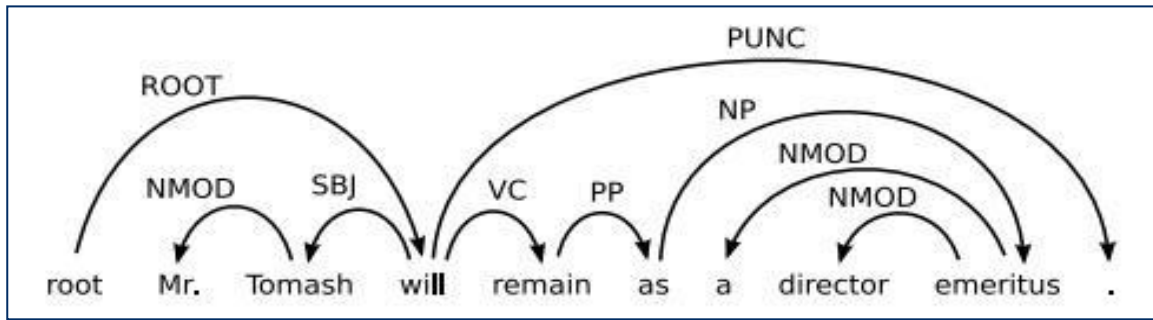 PUNC
ROOT
NP
NMOD
NMOD SBJ VC PP
NMOD
root Mr. Tomash will remain as a director emeritus .